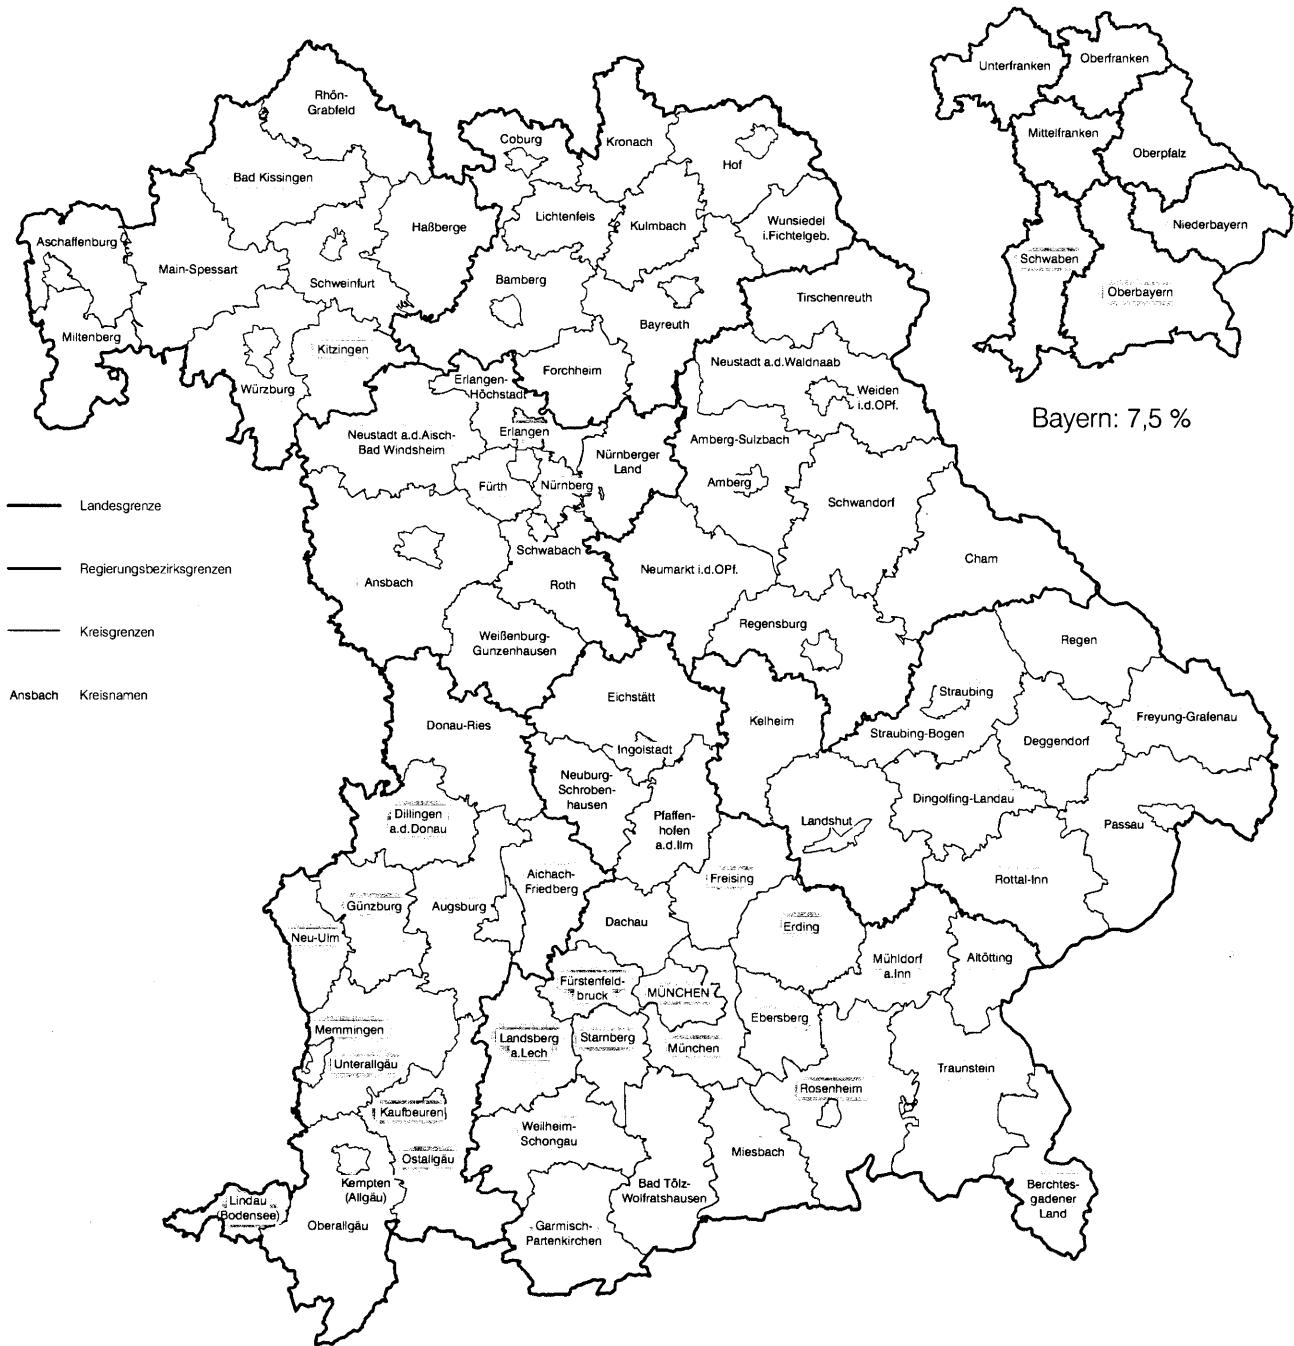 Rhön-
Grabfeld
Coburg
Kronach
Hof
Bad Kissingen
Lichtenfels
Kulmbach
Wunsiedel
i.Fichtelgeb.
Haßberge
Aschaffenburg
Main-Spessart
Schweinfurt
Bamberg
Bayreuth
Tirschenreuth
Miltenberg
Kitzingen
Würzburg
Forchheim
Erlangen-
Höchstadt
Neustadt a.d.Waldnaab
Weiden
i.d.OPf.
Neustadt a.d.Aisch-
Bad Windsheim
Erlangen
Nürnberger
Land
Amberg-Sulzbach
Amberg
Fürth
Nürnberg
Schwandorf
Ansbach
Schwabach
Roth
Neumarkt i.d.OPf.
Cham
Weißenburg-
Gunzenhausen
Regensburg
Regen
Eichstätt
Kelheim
Straubing
Straubing-Bogen
Deggendorf
Freyung-Grafenau
Donau-Ries
Ingolstadt
Neuburg-
Schroben-
hausen
Dingolfing-Landau
Dillingen
a.d.Donau
Pfaffen-
hofen
a.d.Ilm
Landshut
Passau
Aichach-
Friedberg
Freising
Rottal-Inn
Günzburg
Augsburg
Dachau
Erding
Neu-Ulm
Mühldorf
a.Inn
Altötting
Fürstenfeld-
bruck
MÜNCHEN
Memmingen
Unterallgäu
Landsberg
a.Lech
Starnberg
München
Ebersberg
Traunstein
Rosenheim
Kaufbeuren
Weilheim-
Schongau
Miesbach
Ostallgäu
Kempten
(Allgäu)
Bad Tölz-
Wolfratshausen
Berchtes-
gadener
Land
Lindau
(Bodensee)
Oberallgäu
Garmisch-
Partenkirchen
Unterfranken
Oberfranken
Mittelfranken
Oberpfalz
Niederbayern
Schwaben
Oberbayern
Bayern: 7,5 %
Landesgrenze
Regierungsbezirksgrenzen
Kreisgrenzen
Ansbach Kreisnamen